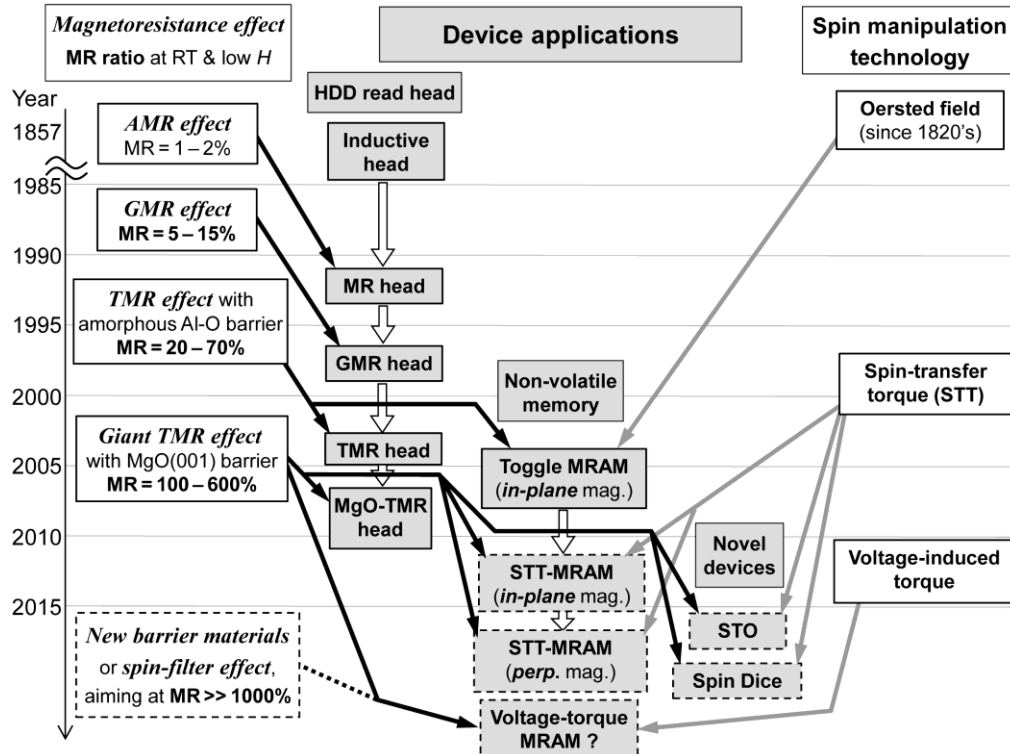 Magnetoresistance effect
MR ratio at RT & low H
Device applications
Spin manipulation
technology
Year
1857
1985
1990
1995
2000
2005
2010
2015
AMR effect
MR = 1 – 2%
GMR effect
MR = 5 – 15%
TMR effect with
amorphous Al-O barrier
MR = 20 – 70%
Giant TMR effect
with MgO(001) barrier
MR = 100 – 600%
New barrier materials
or spin-filter effect,
aiming at MR >> 1000%
HDD read head
Inductive
head
MR head
GMR head
TMR head
MgO-TMR
head
Non-volatile
memory
Toggle MRAM
(in-plane mag.)
STT-MRAM
(in-plane mag.)
STT-MRAM
(perp. mag.)
Voltage-torque
MRAM ?
Novel
devices
STO
Spin Dice
Oersted field
(since 1820's)
Spin-transfer
torque (STT)
Voltage-induced
torque